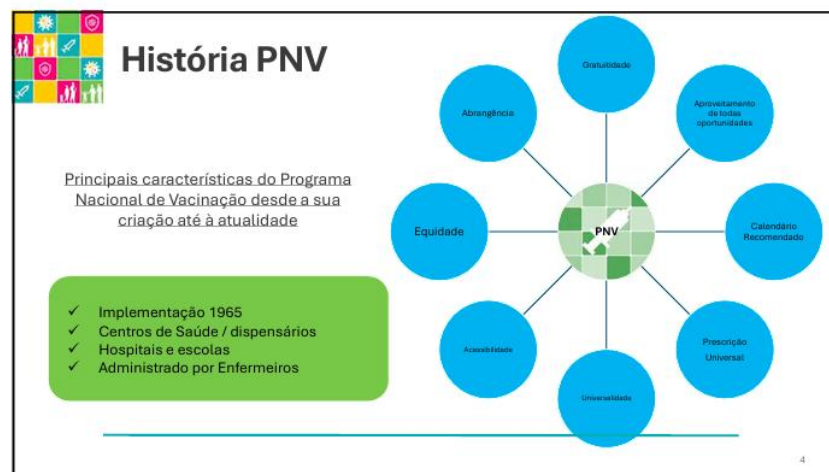 História PNV
Principais características do Programa
Nacional de Vacinação desde a sua
criação até à atualidade
✓ Implementação 1965
✓ Centros de Saúde / dispensários
✓ Hospitais e escolas
✓ Administrado por Enfermeiros
PNV
Gratuitidade
Aproveitamento
de todas
oportunidades
Calendário
Recomendado
Prescrição
Universal
Universalidade
Acessibilidade
Equidade
Abrangência
4